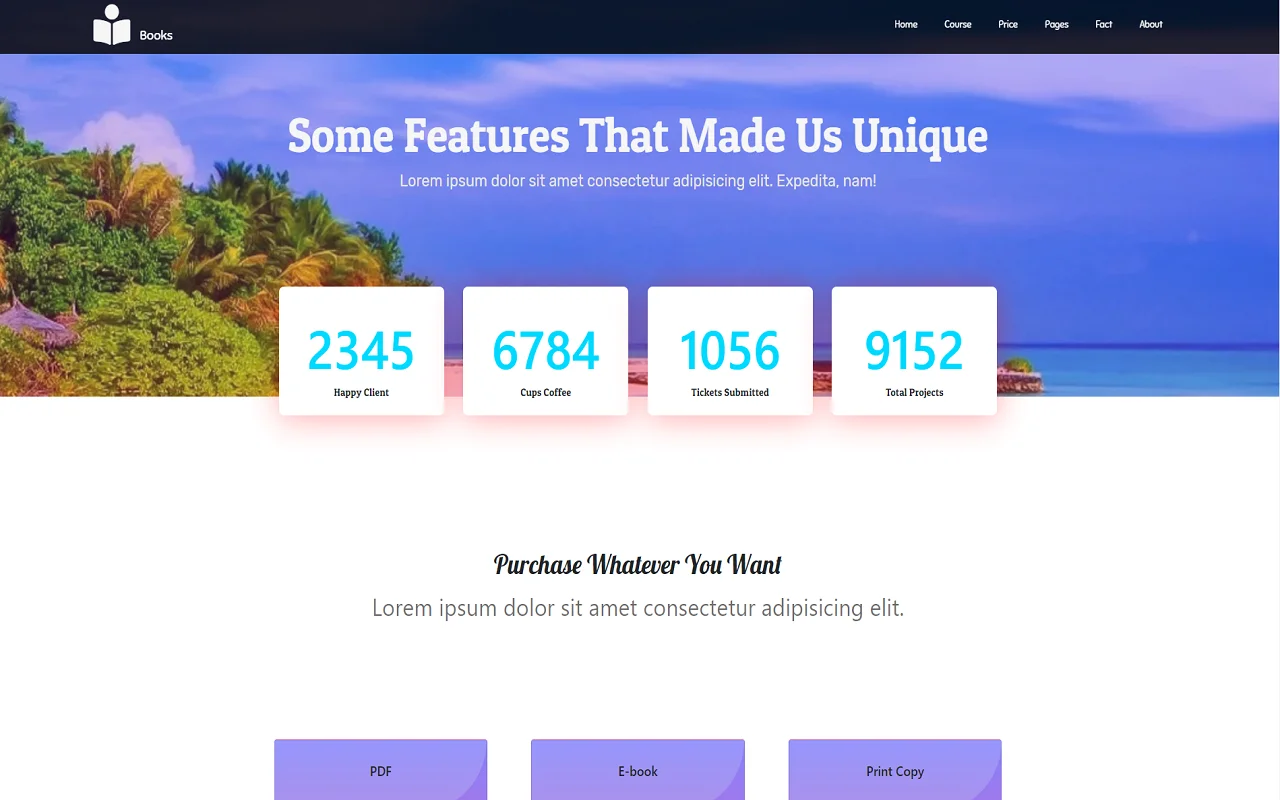 Books
Home Course Price Pages Fact About
Some Features That Made Us Unique
Lorem ipsum dolor sit amet consectetur adipisicing elit. Expedita, nam!
2345 6784 1056 9152
Happy Client Cups Coffee Tickets Submitted Total Projects
Purchase Whatever You Want
Lorem ipsum dolor sit amet consectetur adipisicing elit.
PDF E-book Print Copy